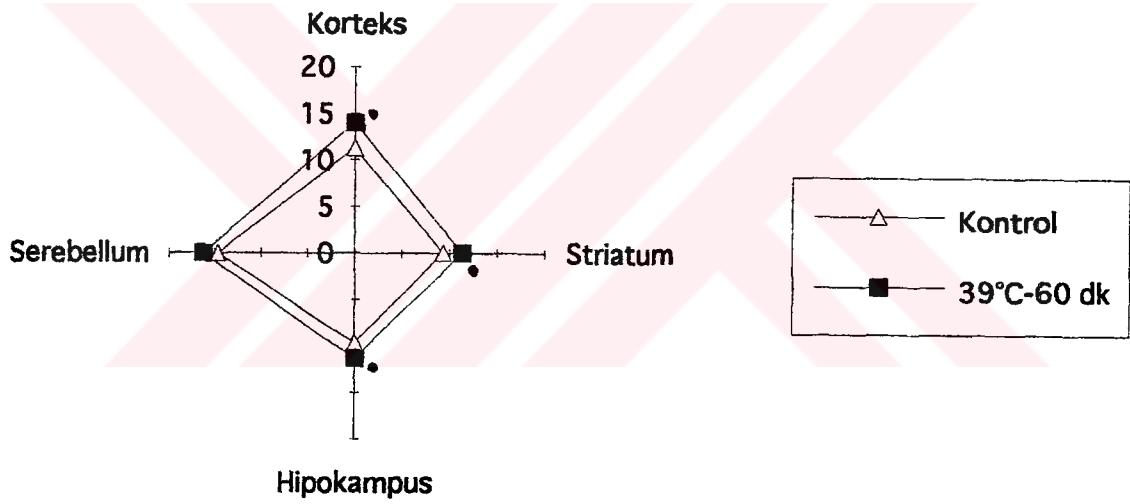 Korteks
20
15
10
5
0
Serebellum
Striatum
Hipokampus
Kontrol
39°C-60 dk